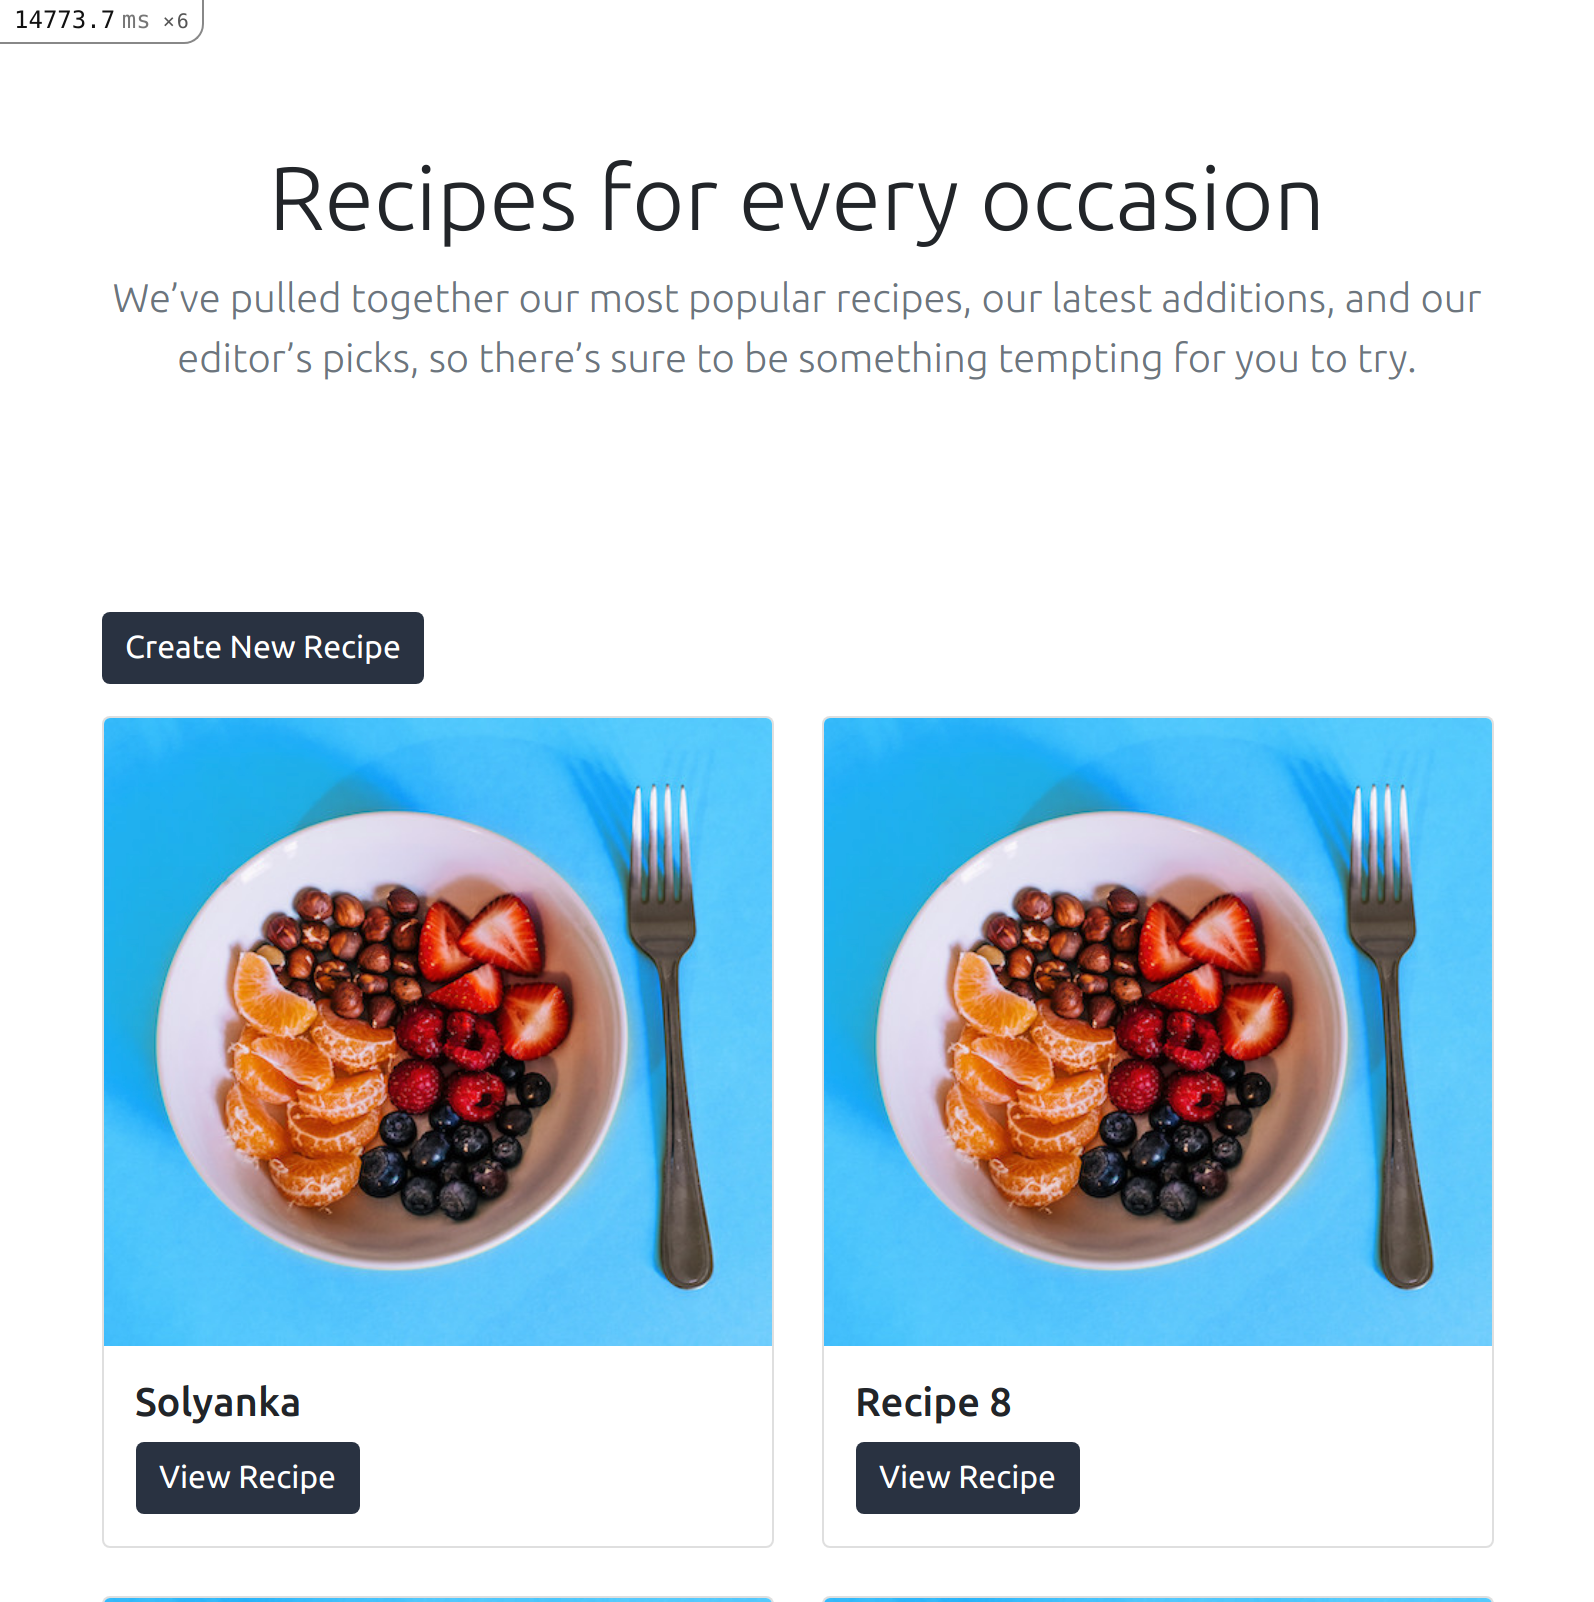 14773.7 ms ×6
Recipes for every occasion
We’ve pulled together our most popular recipes, our latest additions, and our
editor’s picks, so there’s sure to be something tempting for you to try.
Create New Recipe
Solyanka
Recipe 8
View Recipe
View Recipe